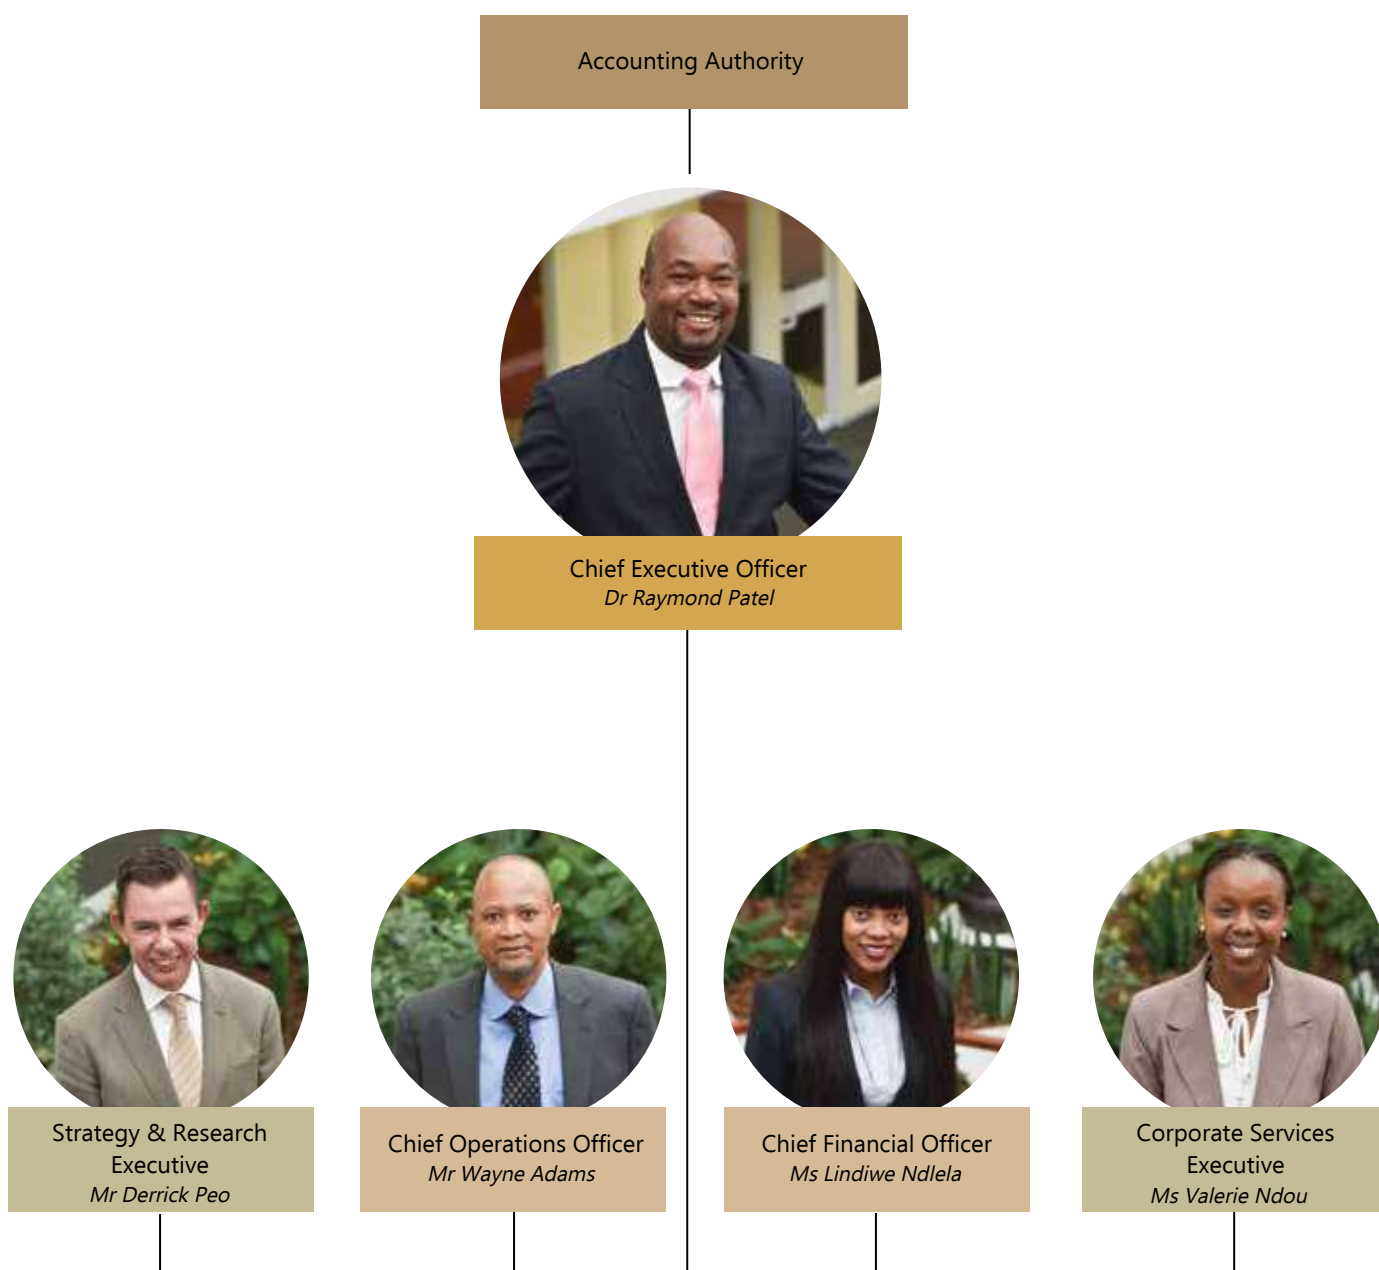 Accounting Authority
Chief Executive Officer
Dr Raymond Patel
Strategy & Research
Executive
Mr Derrick Peo
Chief Operations Officer
Mr Wayne Adams
Chief Financial Officer
Ms Lindiwe Ndlela
Corporate Services
Executive
Ms Valerie Ndou